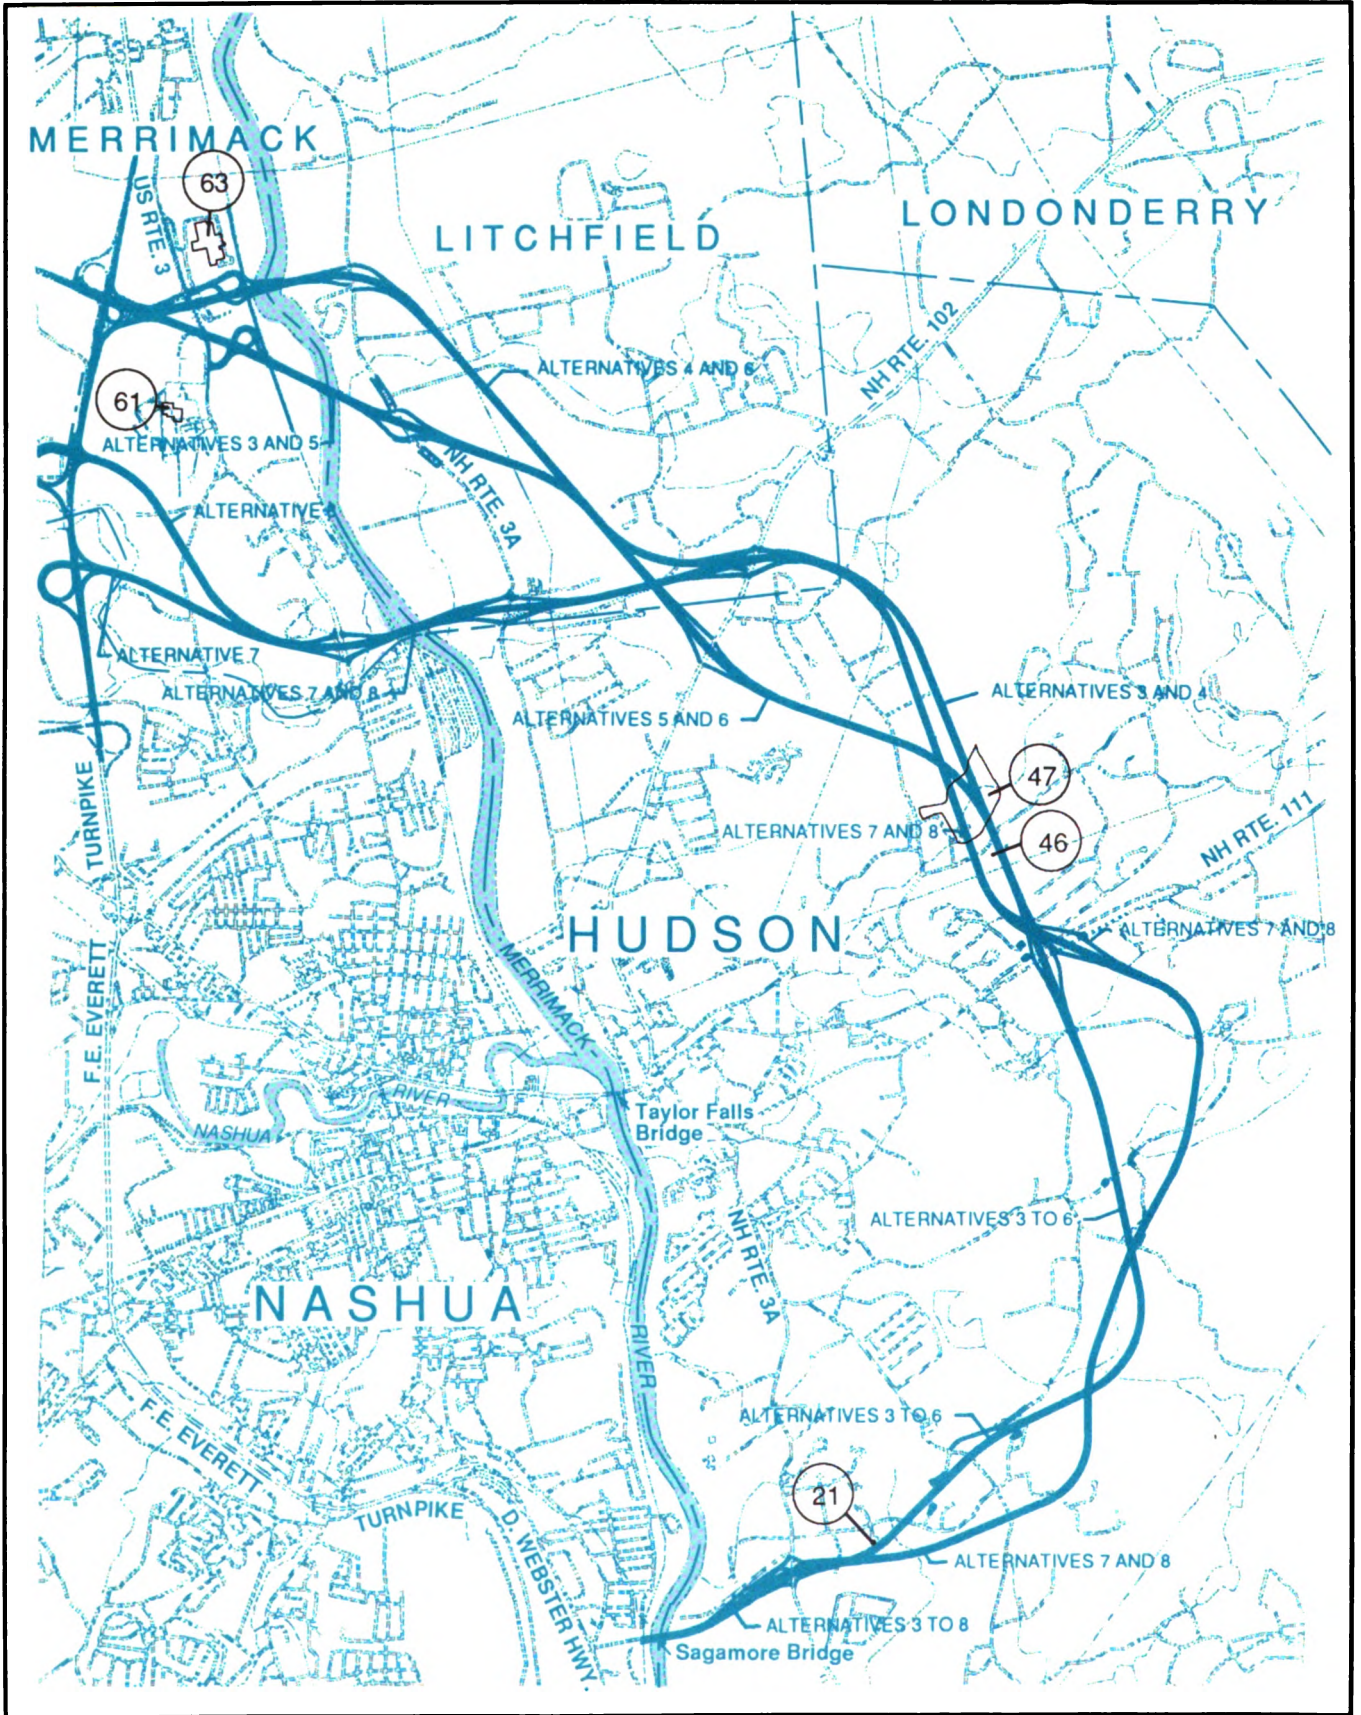 MERRIMACK
63
US RTE. 3
LITCHFIELD
LONDONDERRY
NH RTE. 102
ALTERNATIVES 4 AND 6
61
ALTERNATIVES 3 AND 5
NH RTE. 3A
ALTERNATIVE
ALTERNATIVE 7
ALTERNATIVES 7 AND 8
ALTERNATIVES 5 AND 6
ALTERNATIVES 3 AND 4
47
ALTERNATIVES 7 AND 8
46
NH RTE. 111
F.E. EVERETT TURNPIKE
HUDSON
ALTERNATIVES 7 AND 8
MERRIMACK
NASHUA RIVER
Taylor Falls
Bridge
ALTERNATIVES 3 TO 6
NH RTE. 3A
NASHUA
RIVER
ALTERNATIVES 3 TO 6
F.E. EVERETT
TURNPIKE
21
D. WEBSTER HWY.
ALTERNATIVES 7 AND 8
ALTERNATIVES 3 TO 8
Sagamore Bridge